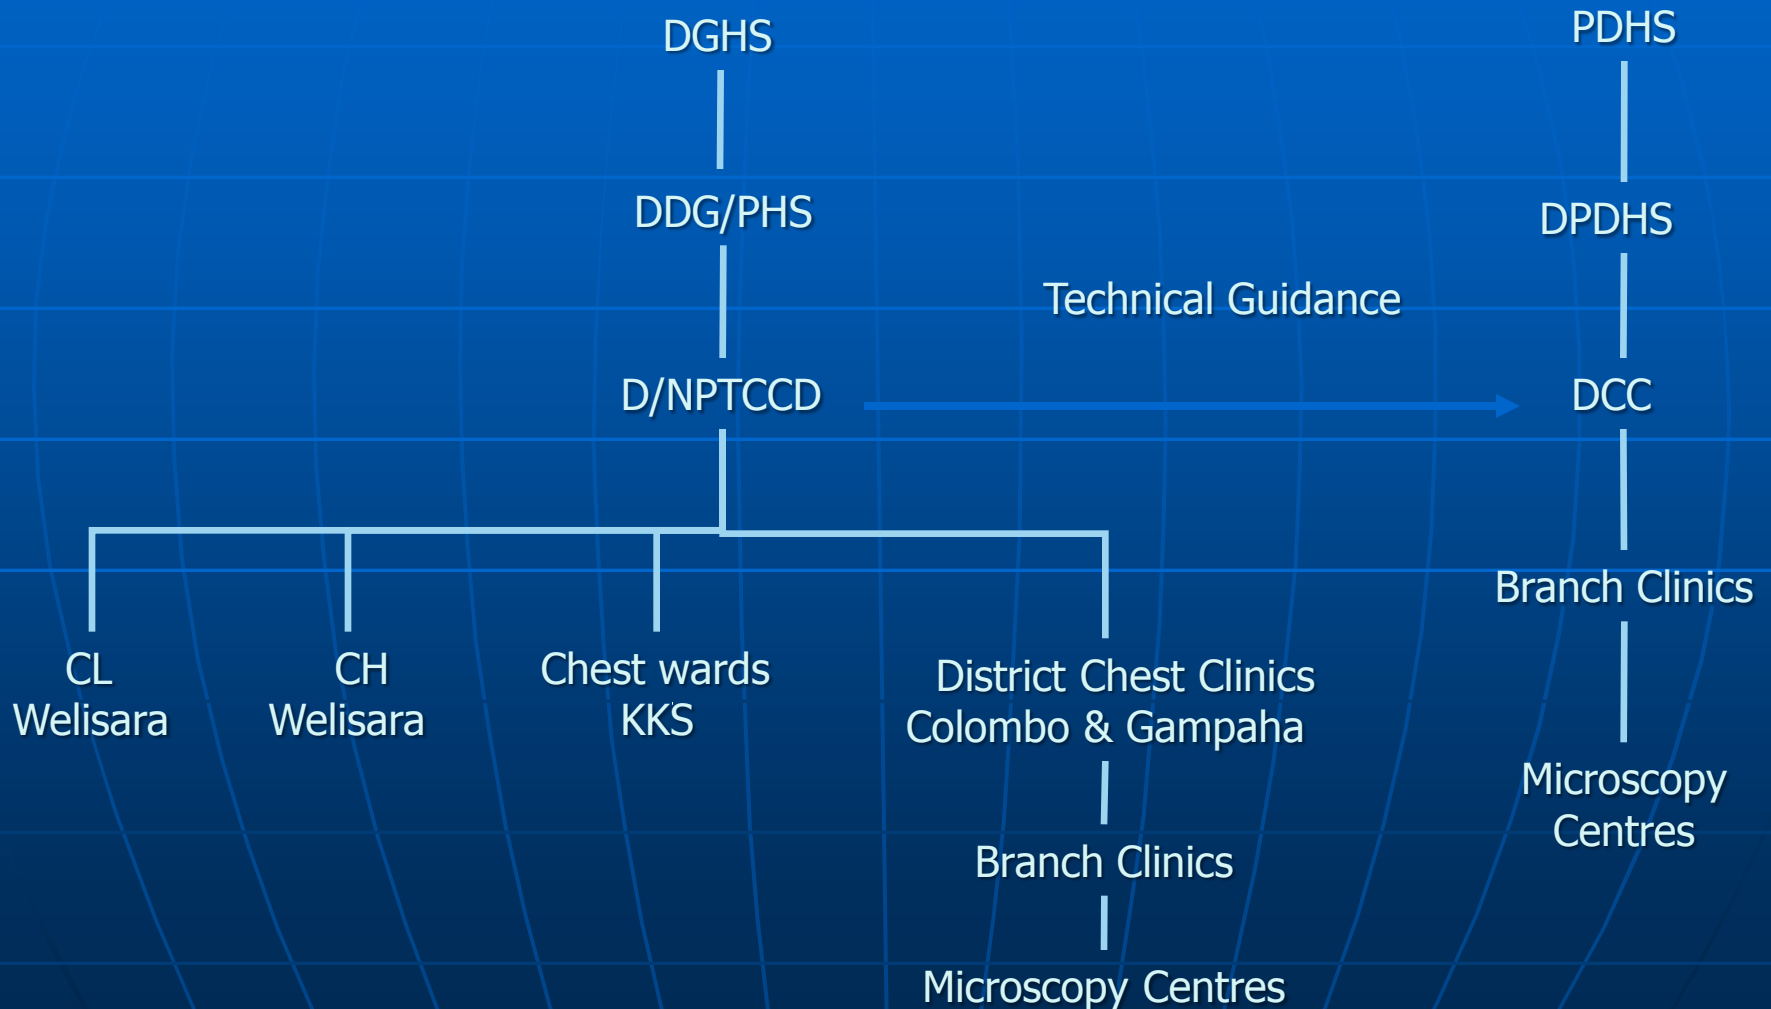 DGHS
PDHS
DDG/PHS
DPDHS
Technical Guidance
D/NPTCCD
DCC
Branch Clinics
CL
Welisara
CH
Welisara
Chest wards
KKS
District Chest Clinics
Colombo & Gampaha
Microscopy
Centres
Branch Clinics
Microscopy Centres